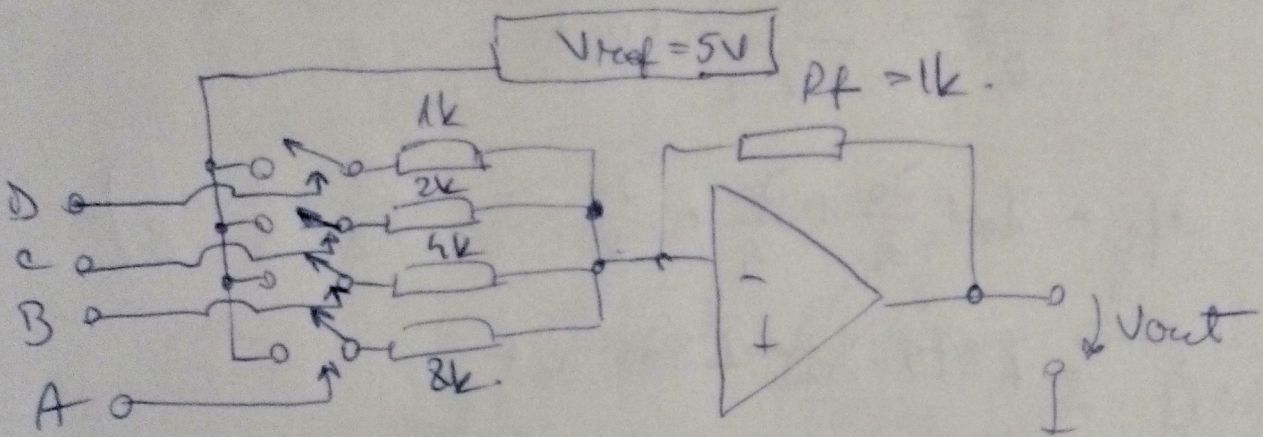 Vref = 5V
Rf = 1k.
1k
D
2k
C
4k
B
-
+
Vout
8k.
A